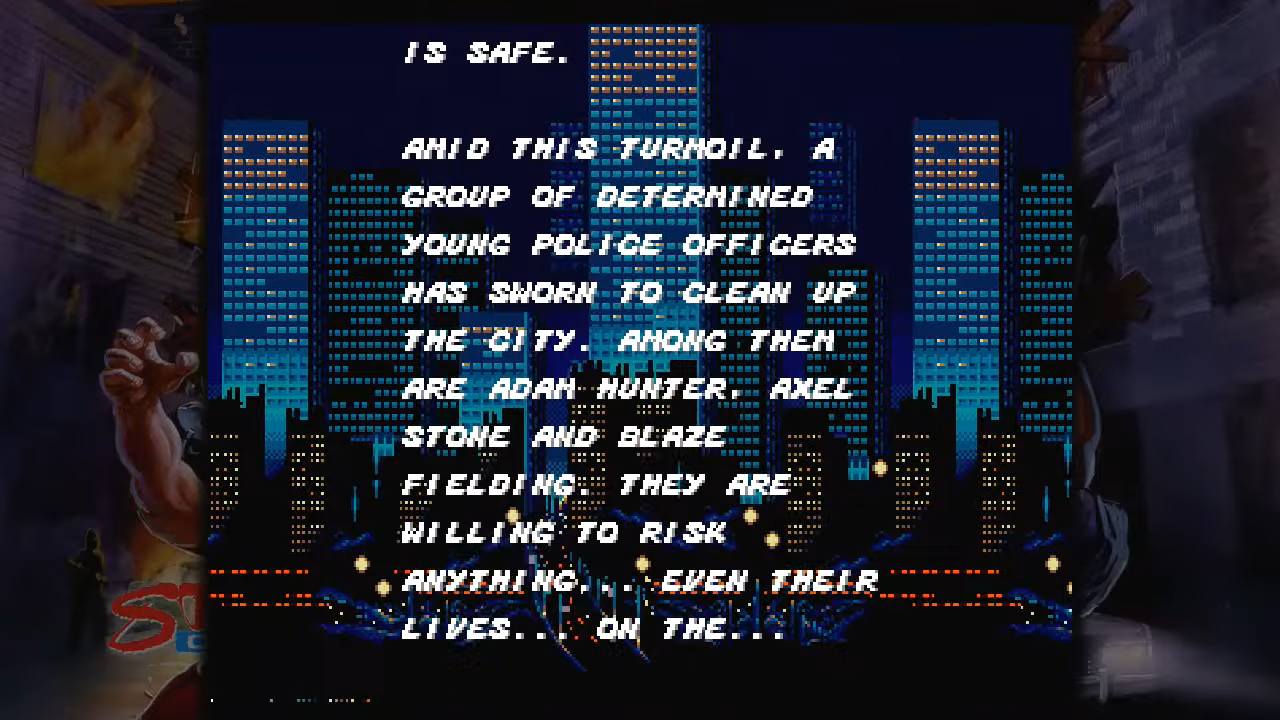 IS SAFE.
AMID THIS TURMOIL, A
GROUP OF DETERMINED
YOUNG POLICE OFFICERS
HAS SWORN TO CLEAN UP
THE CITY. AMONG THEM
ARE ADAM HUNTER, AXEL
STONE AND BLAZE
FIELDING. THEY ARE
WILLING TO RISK
ANYTHING... EVEN THEIR
LIVES... ON THE...